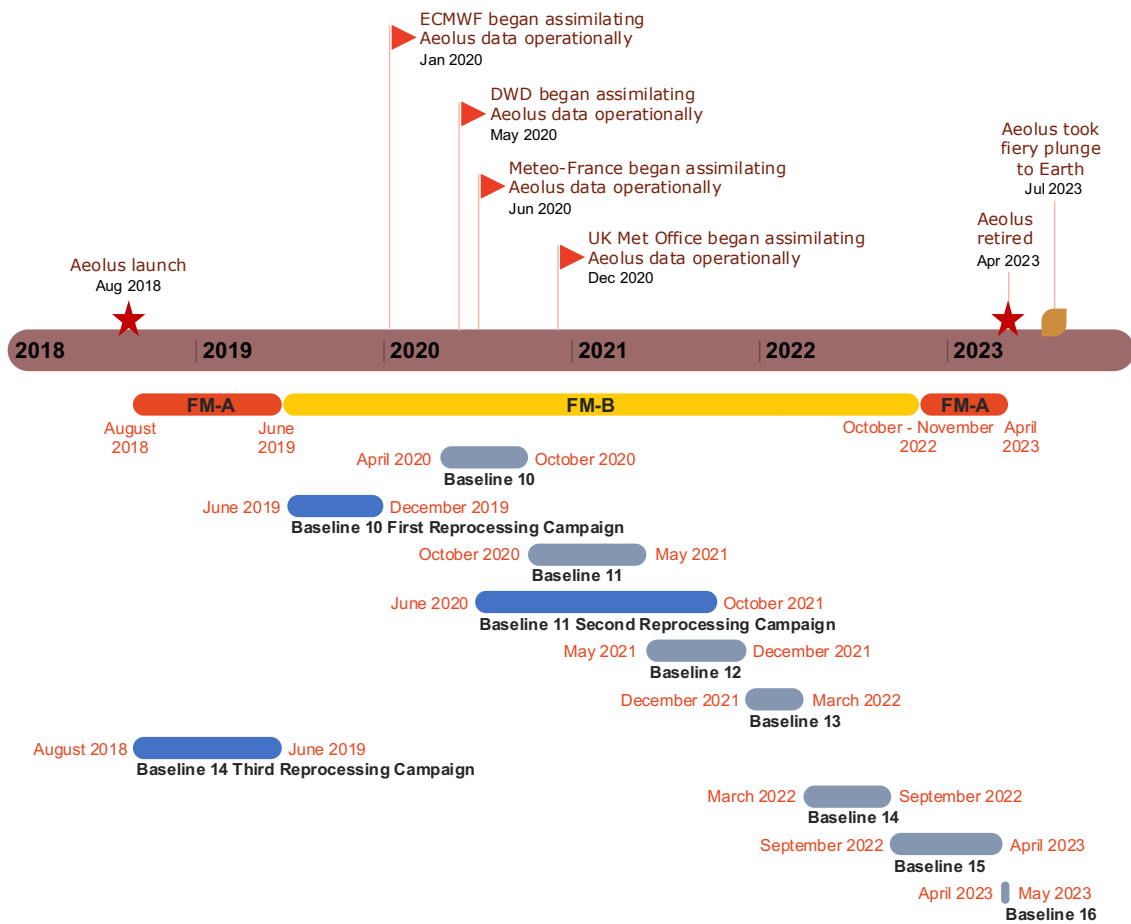 ECMWF began assimilating
Aeolus data operationally
Jan 2020
DWD began assimilating
Aeolus data operationally
May 2020
Meteo-France began assimilating
Aeolus data operationally
Jun 2020
UK Met Office began assimilating
Aeolus data operationally
Dec 2020
Aeolus took
fiery plunge
to Earth
Jul 2023
Aeolus
retired
Apr 2023
Aeolus launch
Aug 2018
2018 2019 2020 2021 2022 2023
FM-A FM-B FM-A
August
2018
June
2019
October - November
2022
April
2023
April 2020 October 2020
Baseline 10
June 2019 December 2019
Baseline 10 First Reprocessing Campaign
October 2020 May 2021
Baseline 11
June 2020 October 2021
Baseline 11 Second Reprocessing Campaign
May 2021 December 2021
Baseline 12
December 2021 March 2022
Baseline 13
August 2018 June 2019
Baseline 14 Third Reprocessing Campaign
March 2022 September 2022
Baseline 14
September 2022 April 2023
Baseline 15
April 2023 May 2023
Baseline 16